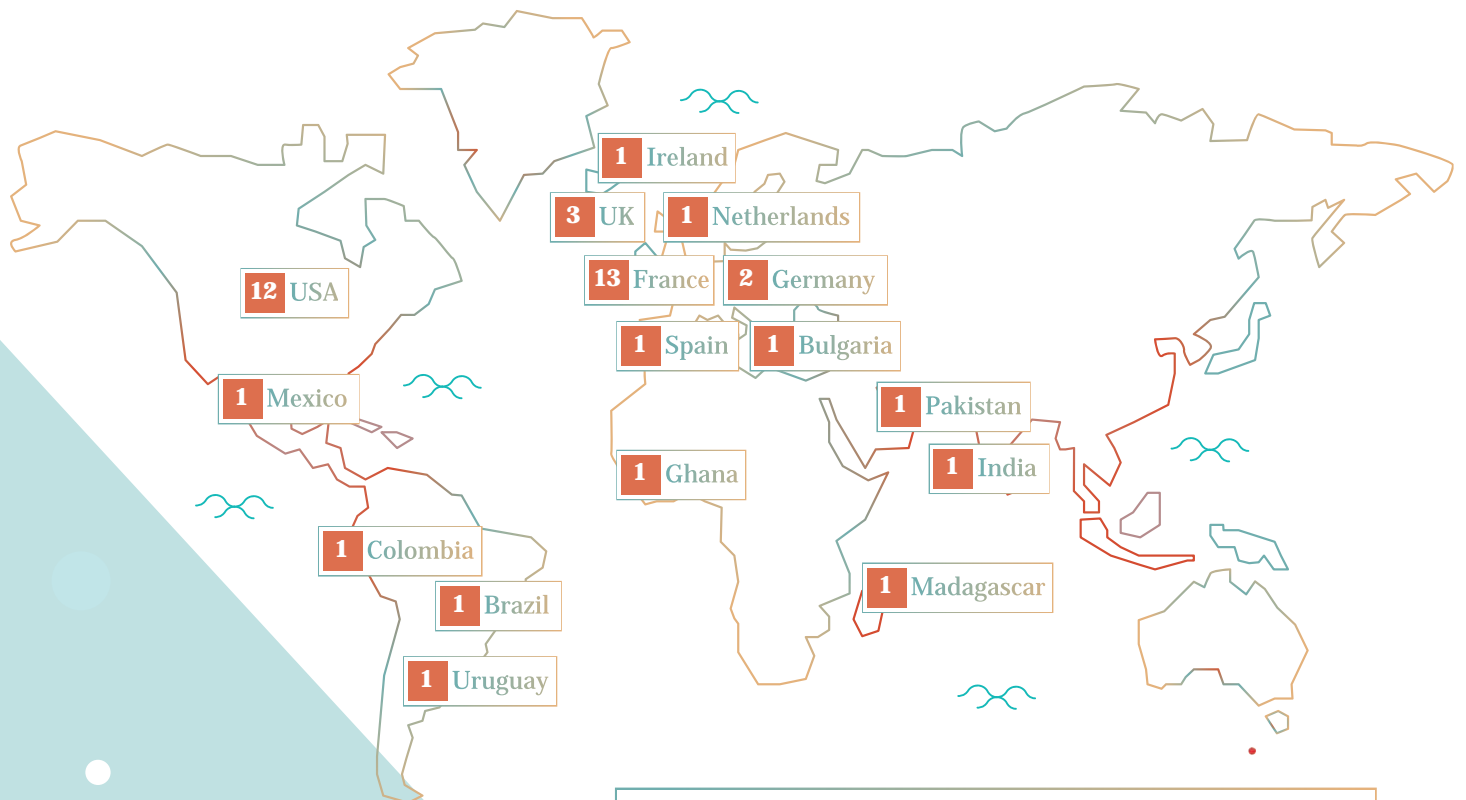 1 Ireland
3 UK
1 Netherlands
12 USA
13 France
2 Germany
1 Spain
1 Bulgaria
1 Mexico
1 Pakistan
1 Ghana
1 India
1 Colombia
1 Brazil
1 Madagascar
1 Uruguay